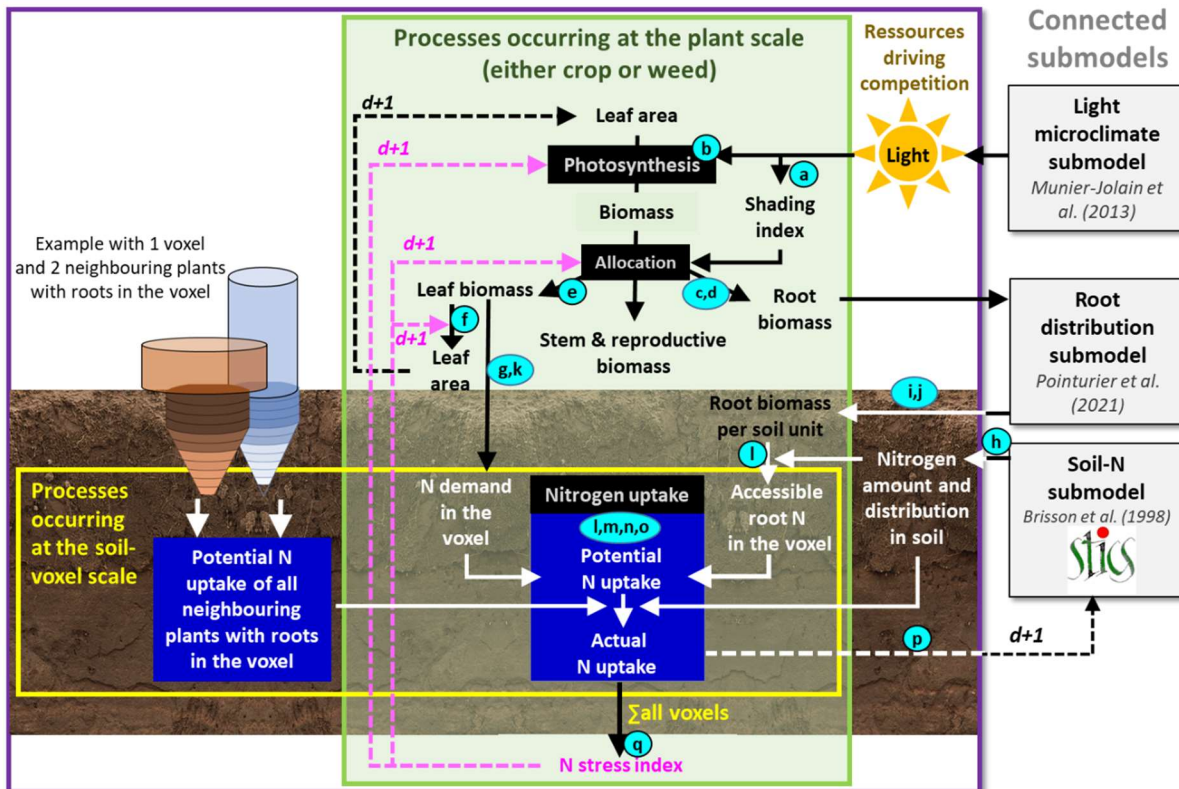 Processes occurring at the plant scale
(either crop or weed)
Ressources
driving
competition
Connected
submodels
d+1
Leaf area
d+1
Photosynthesis
b
Light
Light
microclimate
submodel
Munier-Jolain
et al. (2013)
a
Biomass
Shading
index
Example with 1 voxel
and 2 neighbouring plants
with roots in the voxel
d+1
Allocation
Leaf biomass
e
c,d
Root
biomass
Root
distribution
submodel
Pointurier et al.
(2021)
f
d+1
Leaf
area
Stem & reproductive
biomass
g,k
i,j
Root biomass
per soil unit
h
l
Nitrogen
amount and
distribution
in soil
Soil-N
submodel
Brisson et al. (1998)
stics
Processes
occurring
at the soil-
voxel scale
N demand
in the
voxel
Nitrogen uptake
l,m,n,o
Potential
N uptake
Accessible
root N
in the voxel
Potential N
uptake of all
neighbouring
plants with roots
in the voxel
Actual
N uptake
p
d+1
∑all voxels
q
N stress index